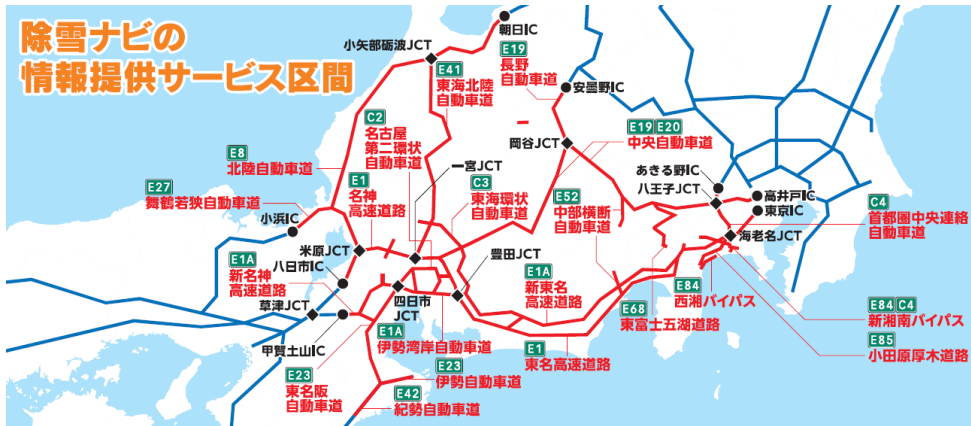 除雪ナビの
情報提供サービス区間
朝日IC
小矢部砺波JCT
E19
長野
自動車道
E41
東海北陸
自動車道
安曇野IC
C2
名古屋
第二環状
自動車道
岡谷JCT
E19 E20
中央自動車道
E8
北陸自動車道
一宮JCT
あきる野IC
八王子JCT
E27
舞鶴若狭自動車道
E1
名神
高速道路
C3
東海環状
自動車道
E52
中部横断
自動車道
高井戸IC
東京IC
C4
首都圏中央連絡
自動車道
小浜IC
海老名JCT
米原JCT
八日市IC
豊田JCT
E1A
新名神
高速道路
E1A
新東名
高速道路
E84
西湘バイパス
草津JCT
四日市
JCT
E68
東富士五湖道路
E84 C4
新湘南バイパス
甲賀土山IC
E1A
伊勢湾岸自動車道
E1
東名高速道路
E85
小田原厚木道路
E23
東名阪
自動車道
E23
伊勢自動車道
E42
紀勢自動車道